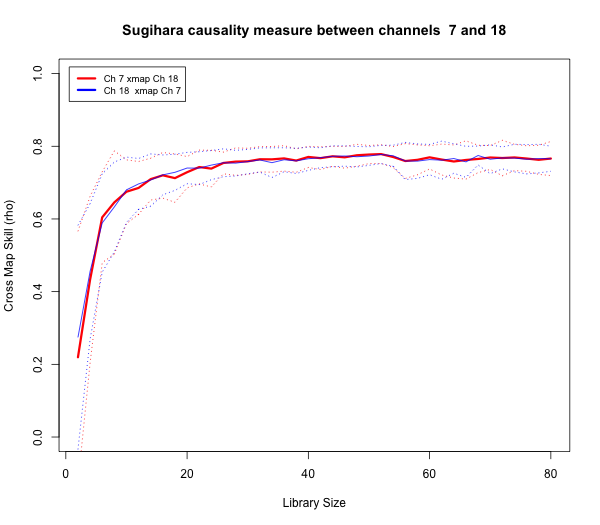 Sugihara causality measure between channels  7 and 18
Ch 7 xmap Ch 18
Ch 18  xmap Ch 7
Cross Map Skill (rho)
1.0
0.8
0.6
0.4
0.2
0.0
0 20 40 60 80
Library Size